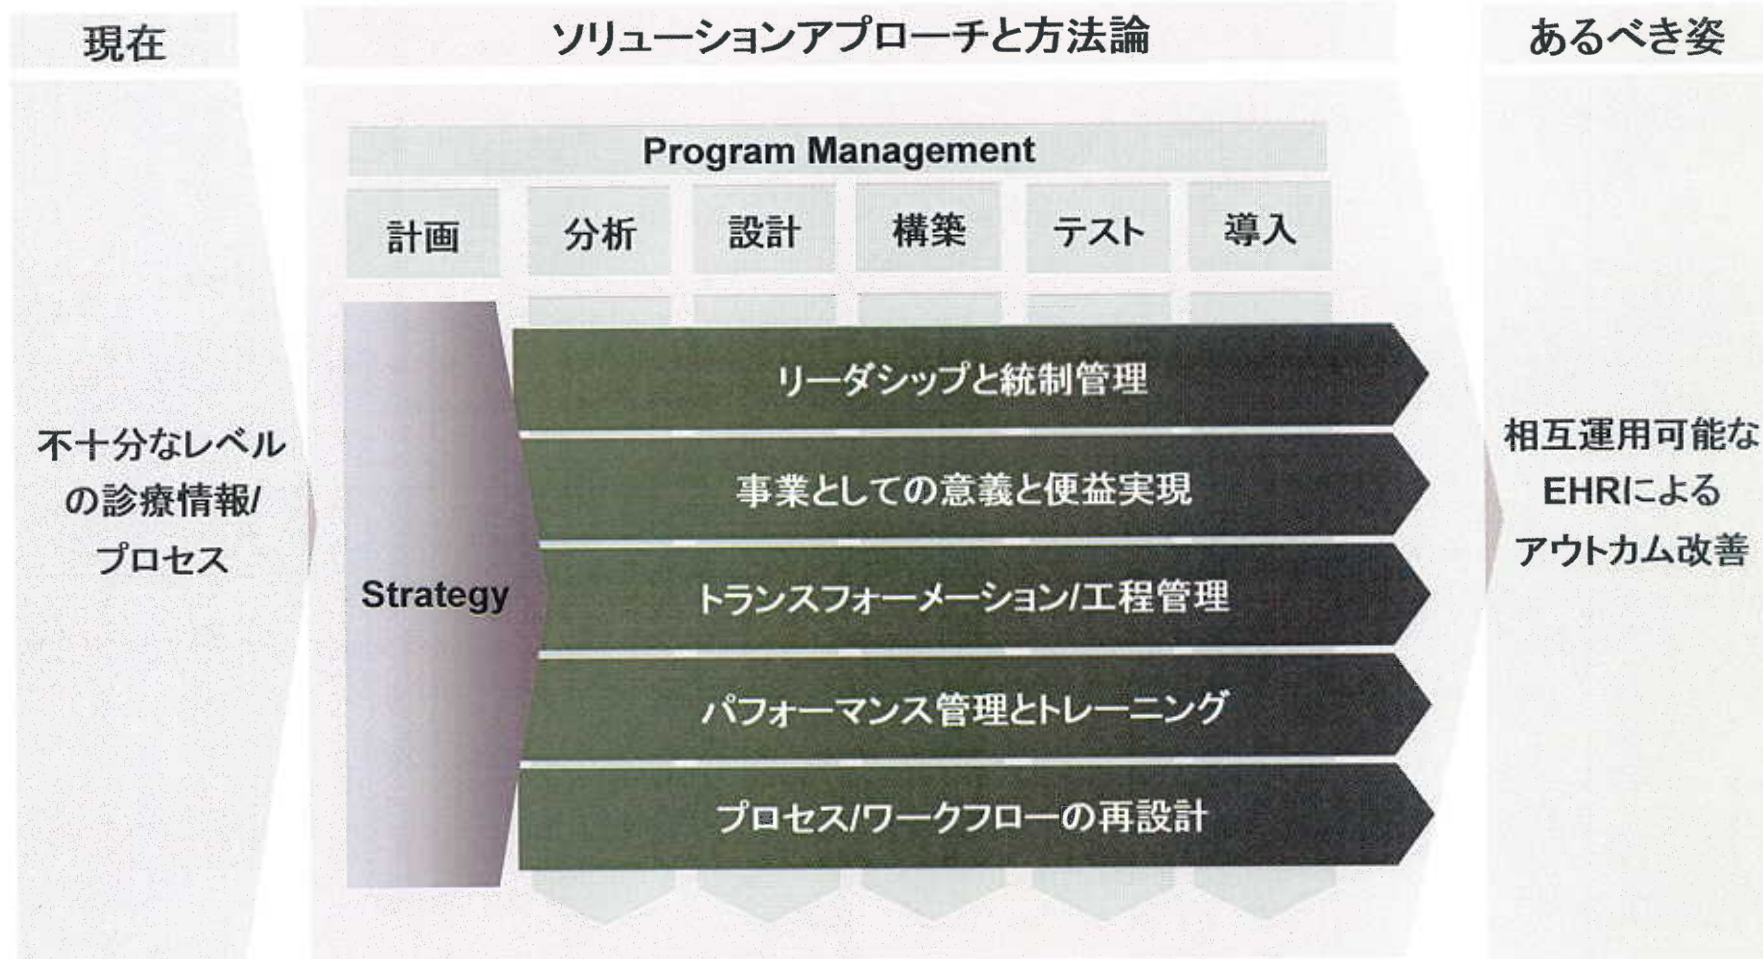 現在
ソリューションアプローチと方法論
あるべき姿
Program Management
計画
分析
設計
構築
テスト
導入
不十分なレベル
の診療情報/
プロセス
Strategy
リーダシップと統制管理
事業としての意義と便益実現
トランスフォーメーション/工程管理
パフォーマンス管理とトレーニング
プロセス/ワークフローの再設計
相互運用可能な
EHRによる
アウトカム改善